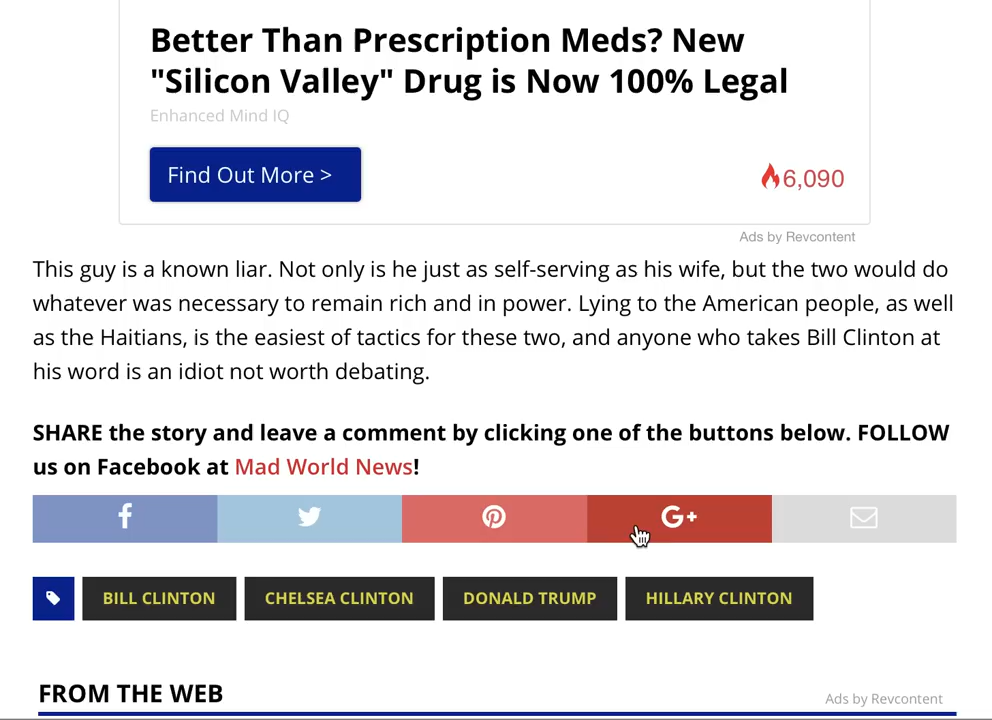 Better Than Prescription Meds? New
"Silicon Valley" Drug is Now 100% Legal
Enhanced Mind IQ
Find Out More >
6,090
Ads by Revcontent
This guy is a known liar. Not only is he just as self-serving as his wife, but the two would do
whatever was necessary to remain rich and in power. Lying to the American people, as well
as the Haitians, is the easiest of tactics for these two, and anyone who takes Bill Clinton at
his word is an idiot not worth debating.
SHARE the story and leave a comment by clicking one of the buttons below. FOLLOW
us on Facebook at Mad World News!
G+
BILL CLINTON
CHELSEA CLINTON
DONALD TRUMP
HILLARY CLINTON
FROM THE WEB
Ads by Revcontent